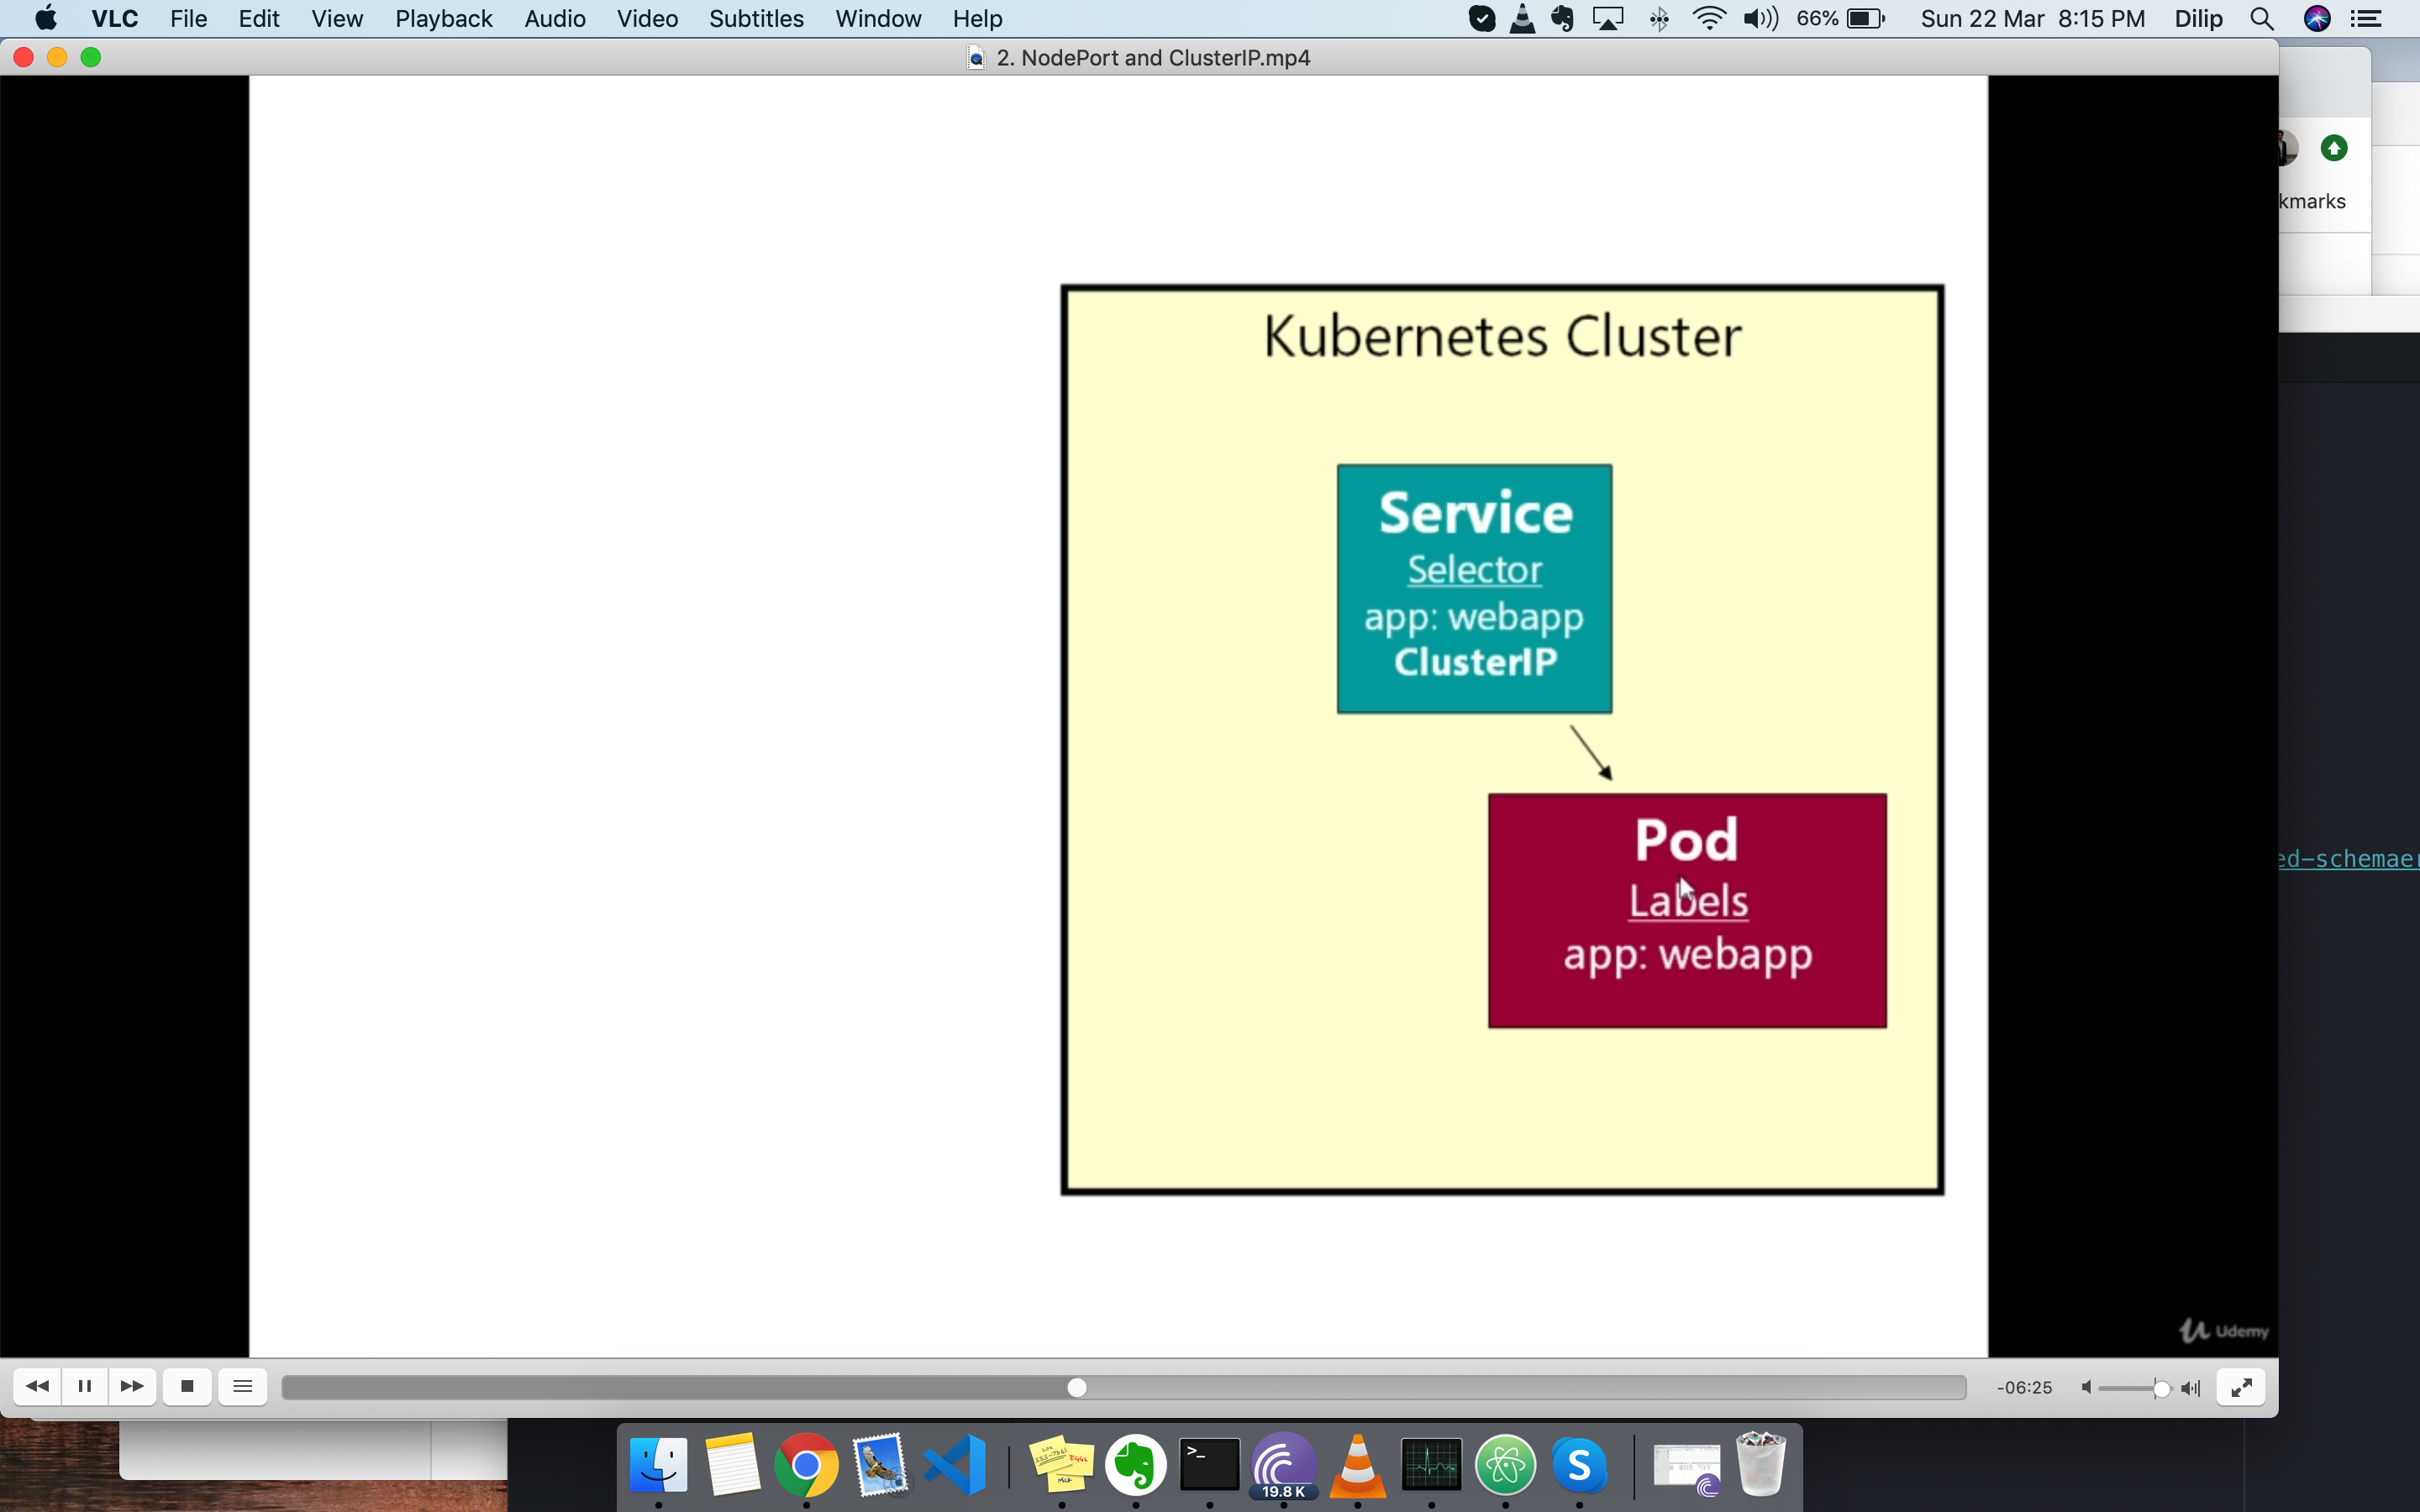 VLC File Edit View Playback Audio Video Subtitles Window Help 66% Sun 22 Mar 8:15 PM Dilip
2. NodePort and ClusterIP.mp4
kmarks
Kubernetes Cluster
Service
Selector
app: webapp
ClusterIP
Pod
Labels
app: webapp
ed-schemaer
Udemy
-06:25
19.8 K